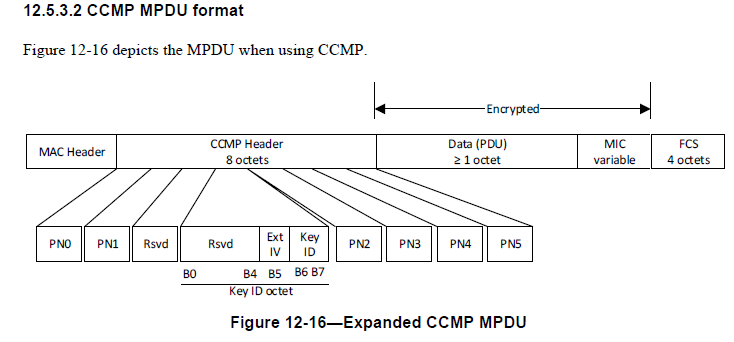 12.5.3.2 CCMP MPDU format
Figure 12-16 depicts the MPDU when using CCMP.
Encrypted
MAC Header
CCMP Header
8 octets
Data (PDU)
≥ 1 octet
MIC
variable
FCS
4 octets
PN0
PN1
Rsvd
Rsvd
Ext
IV
Key
ID
PN2
PN3
PN4
PN5
B0
B4
B5
B6 B7
Key ID octet
Figure 12-16—Expanded CCMP MPDU